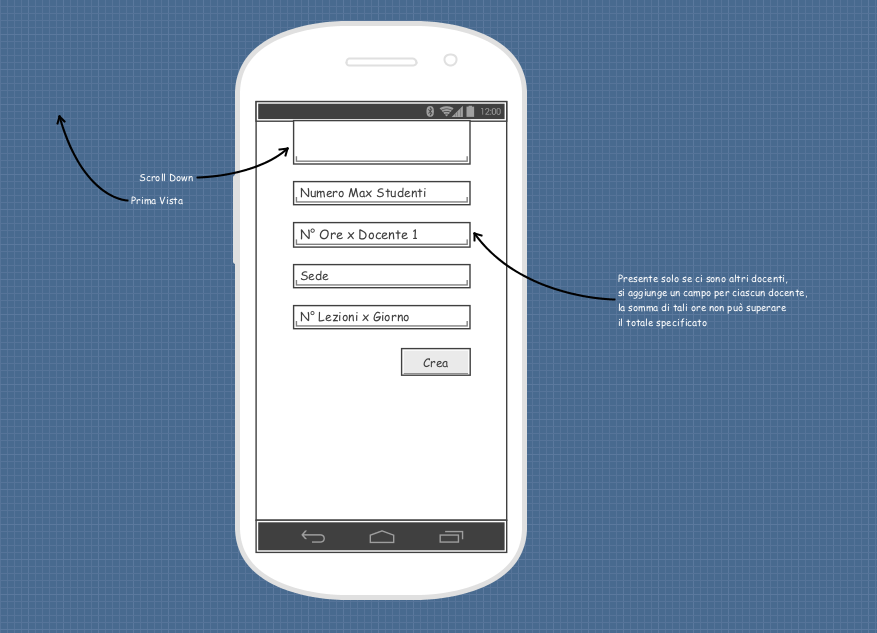 12:00
Scroll Down
Prima Vista
Numero Max Studenti
N° Ore x Docente 1
Sede
N° Lezioni x Giorno
Crea
Presente solo se ci sono altri docenti,
si aggiunge un campo per ciascun docente,
la somma di tali ore non può superare
il totale specificato